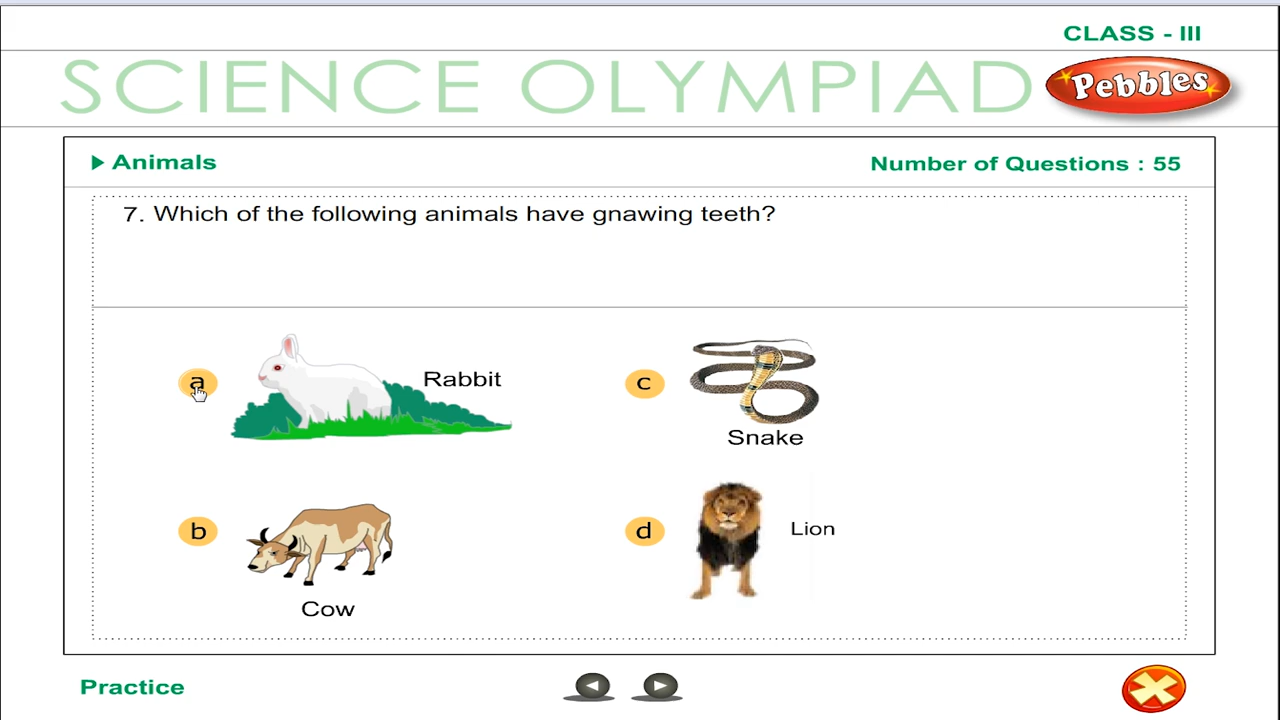 CLASS - III
SCIENCE OLYMPIAD
Pebbles
Animals
Number of Questions : 55
7. Which of the following animals have gnawing teeth?
a
Rabbit
c
Snake
b
Cow
d
Lion
Practice